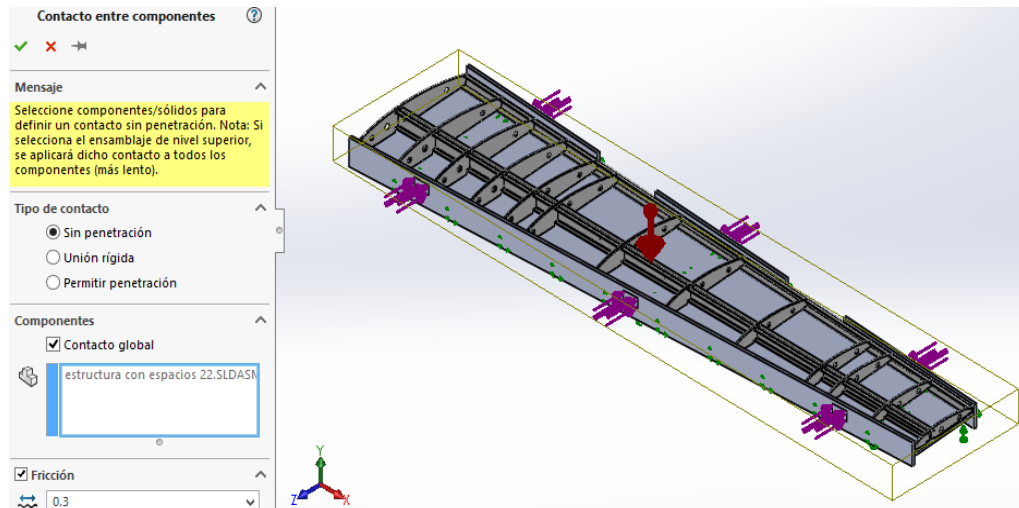 Contacto entre componentes
Mensaje
Seleccione componentes/sólidos para
definir un contacto sin penetración. Nota: Si
selecciona el ensamblaje de nivel superior,
se aplicará dicho contacto a todos los
componentes (más lento).
Tipo de contacto
Sin penetración
Unión rígida
Permitir penetración
Componentes
Contacto global
estructura con espacios 22.SLDASM
Fricción
0.3
Y
Z
X